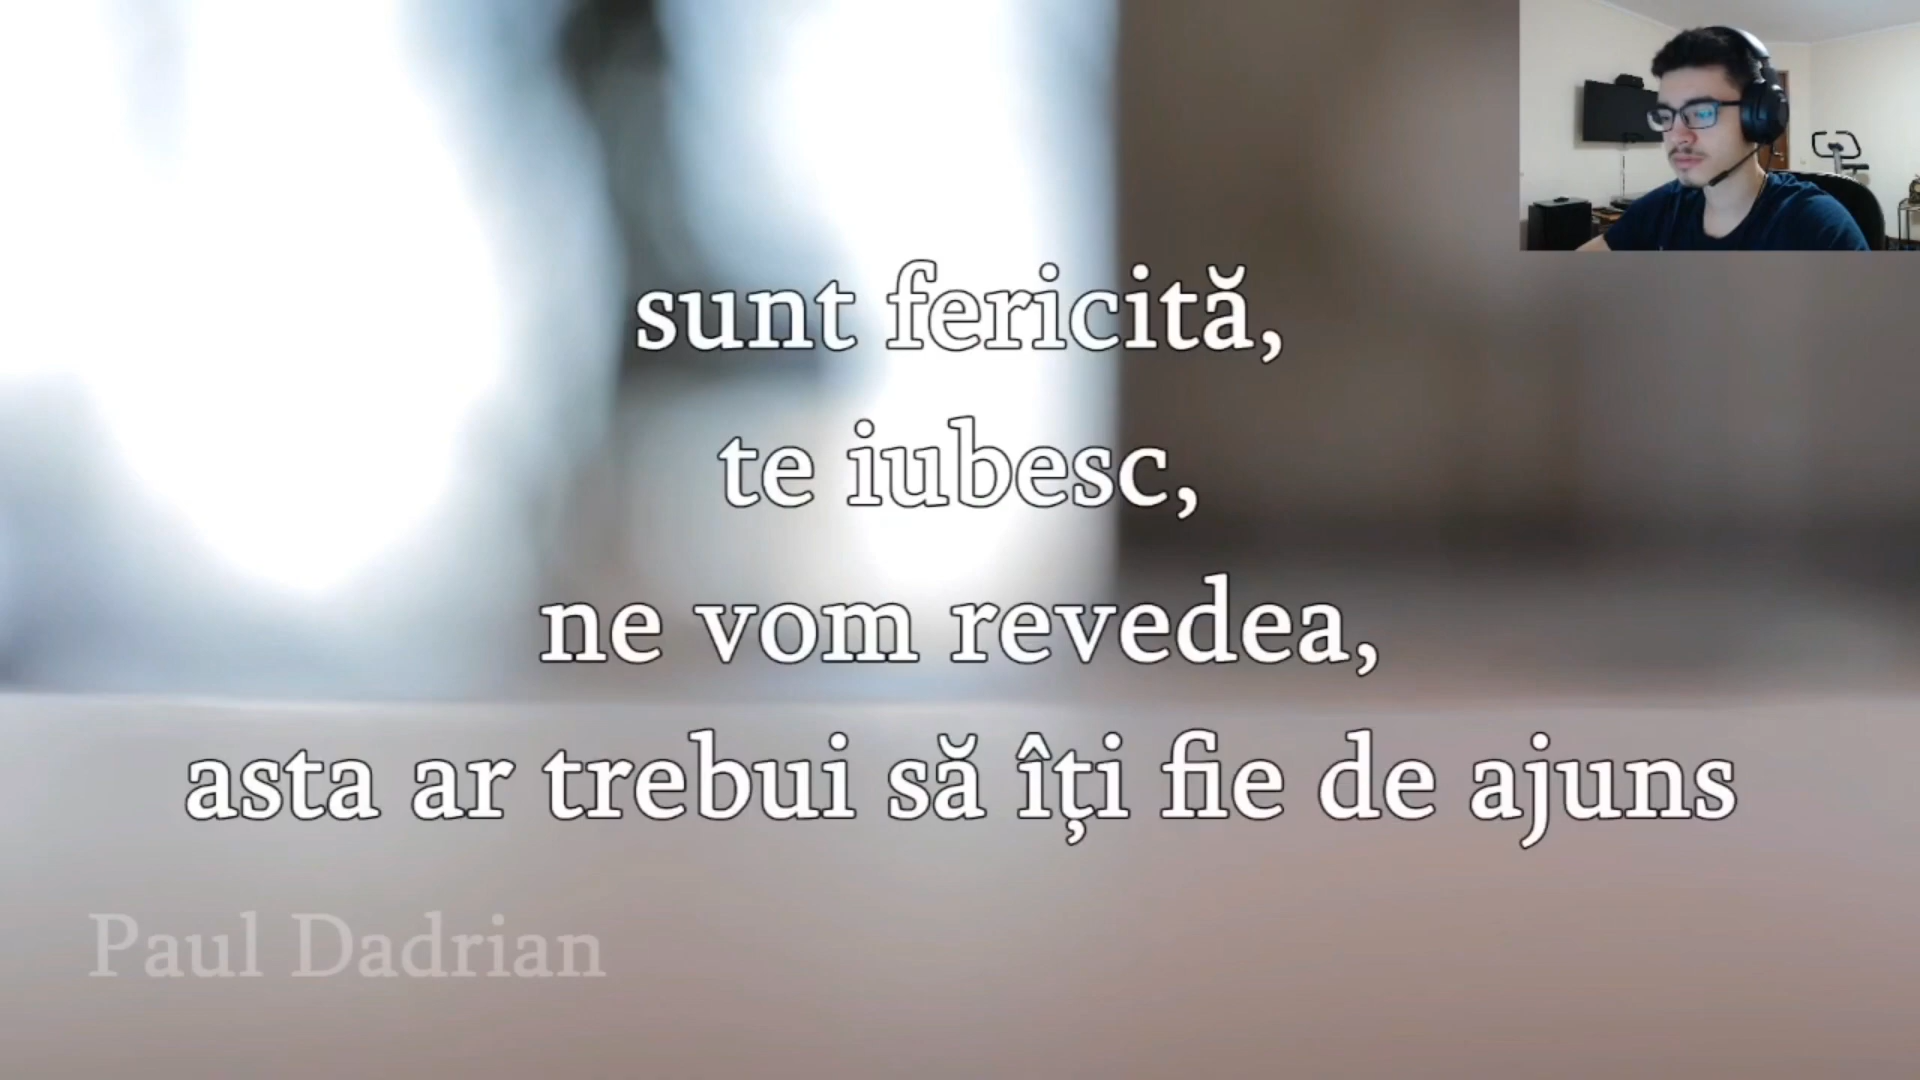 sunt fericită,
te iubesc,
ne vom revedea,
asta ar trebui să îți fie de ajuns
Paul Dadrian